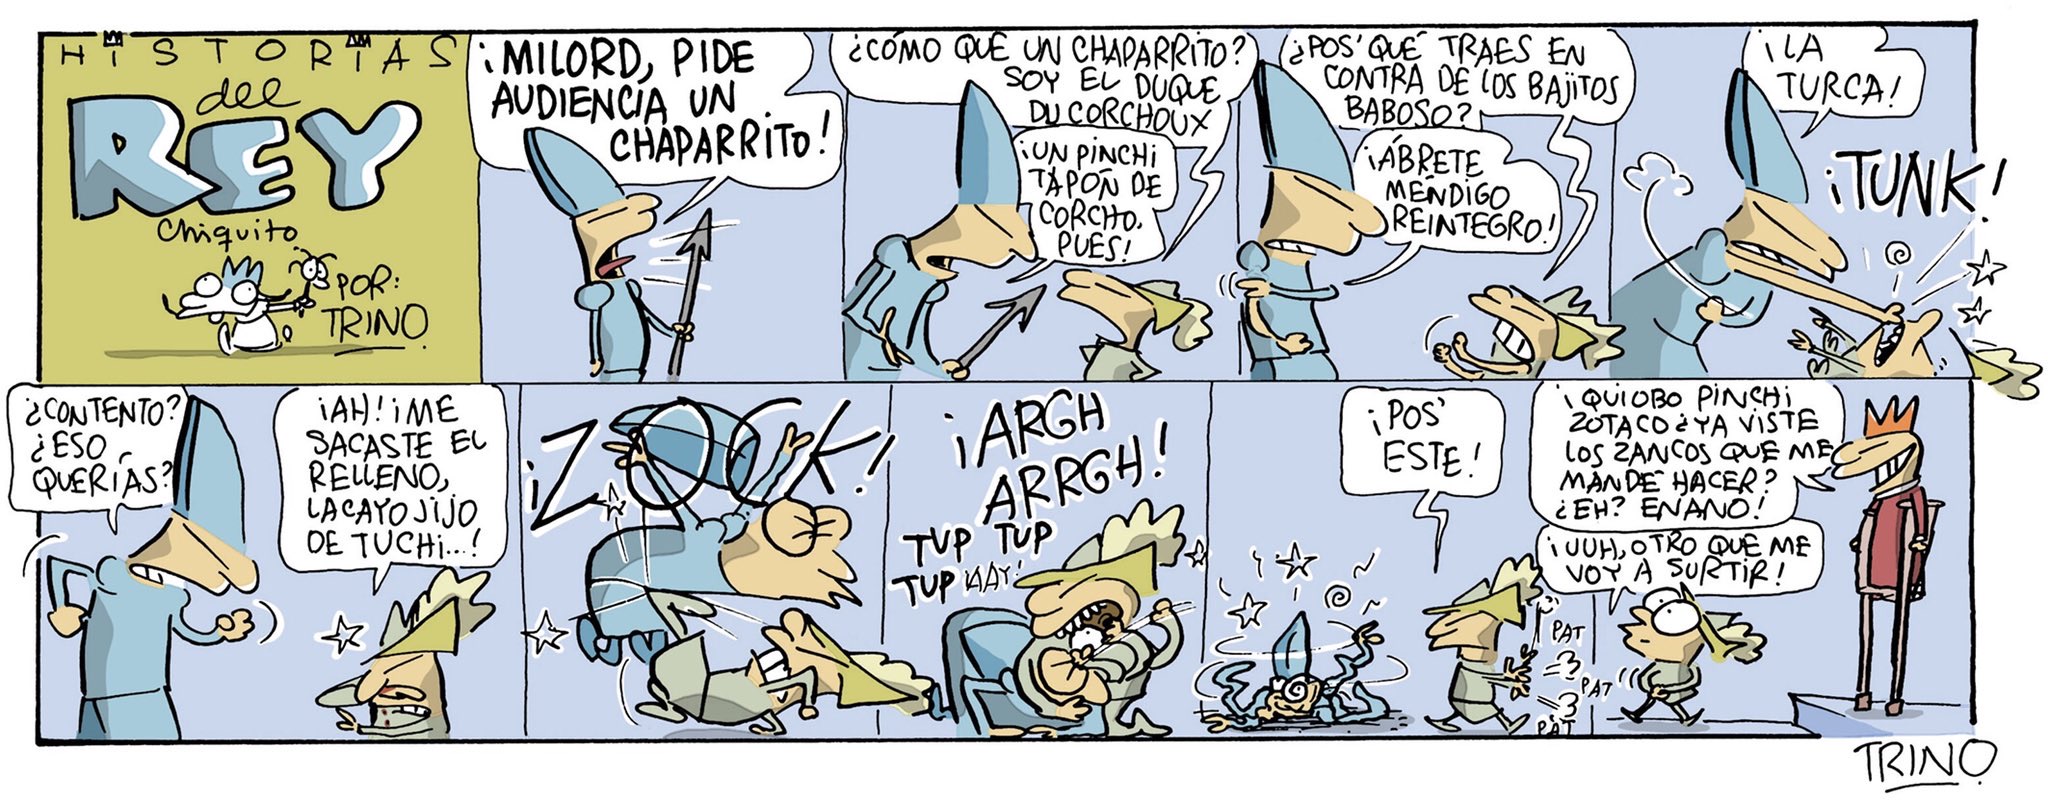 HISTORIAS
del
REY
Chiquito
POR:
TRINO
¡MILORD, PIDE
AUDIENCIA UN
CHAPARRITO!
¿CÓMO QUE UN CHAPARRITO?
SOY EL DUQUE
DU CORCHOUX
¡UN PINCHI
TAPÓN DE
CORCHO,
PUES!
¿POS' QUÉ TRAES EN
CONTRA DE LOS BAJITOS
BABOSO?
¡ÁBRETE
MÉNDIGO
REINTEGRO!
¡LA
TURCA!
¡TUNK!
¿CONTENTO?
¿ESO
QUERÍAS?
¡AH! ¡ME
SACASTE EL
RELLENO,
LACAYO JIJO
DE TUCHI...!
¡ZOCK!
¡ARGH
ARRGH!
TUP TUP
TUP ¡AAY!
¡POS'
ESTE!
PAT
PAT
PAT
¡QUIOBO PINCHI
ZOTACO ¿YA VISTE
LOS ZANCOS QUE ME
MANDÉ HACER?
¿EH? ENANO!
¡UUH, OTRO QUE ME
VOY A SURTIR!
TRINO